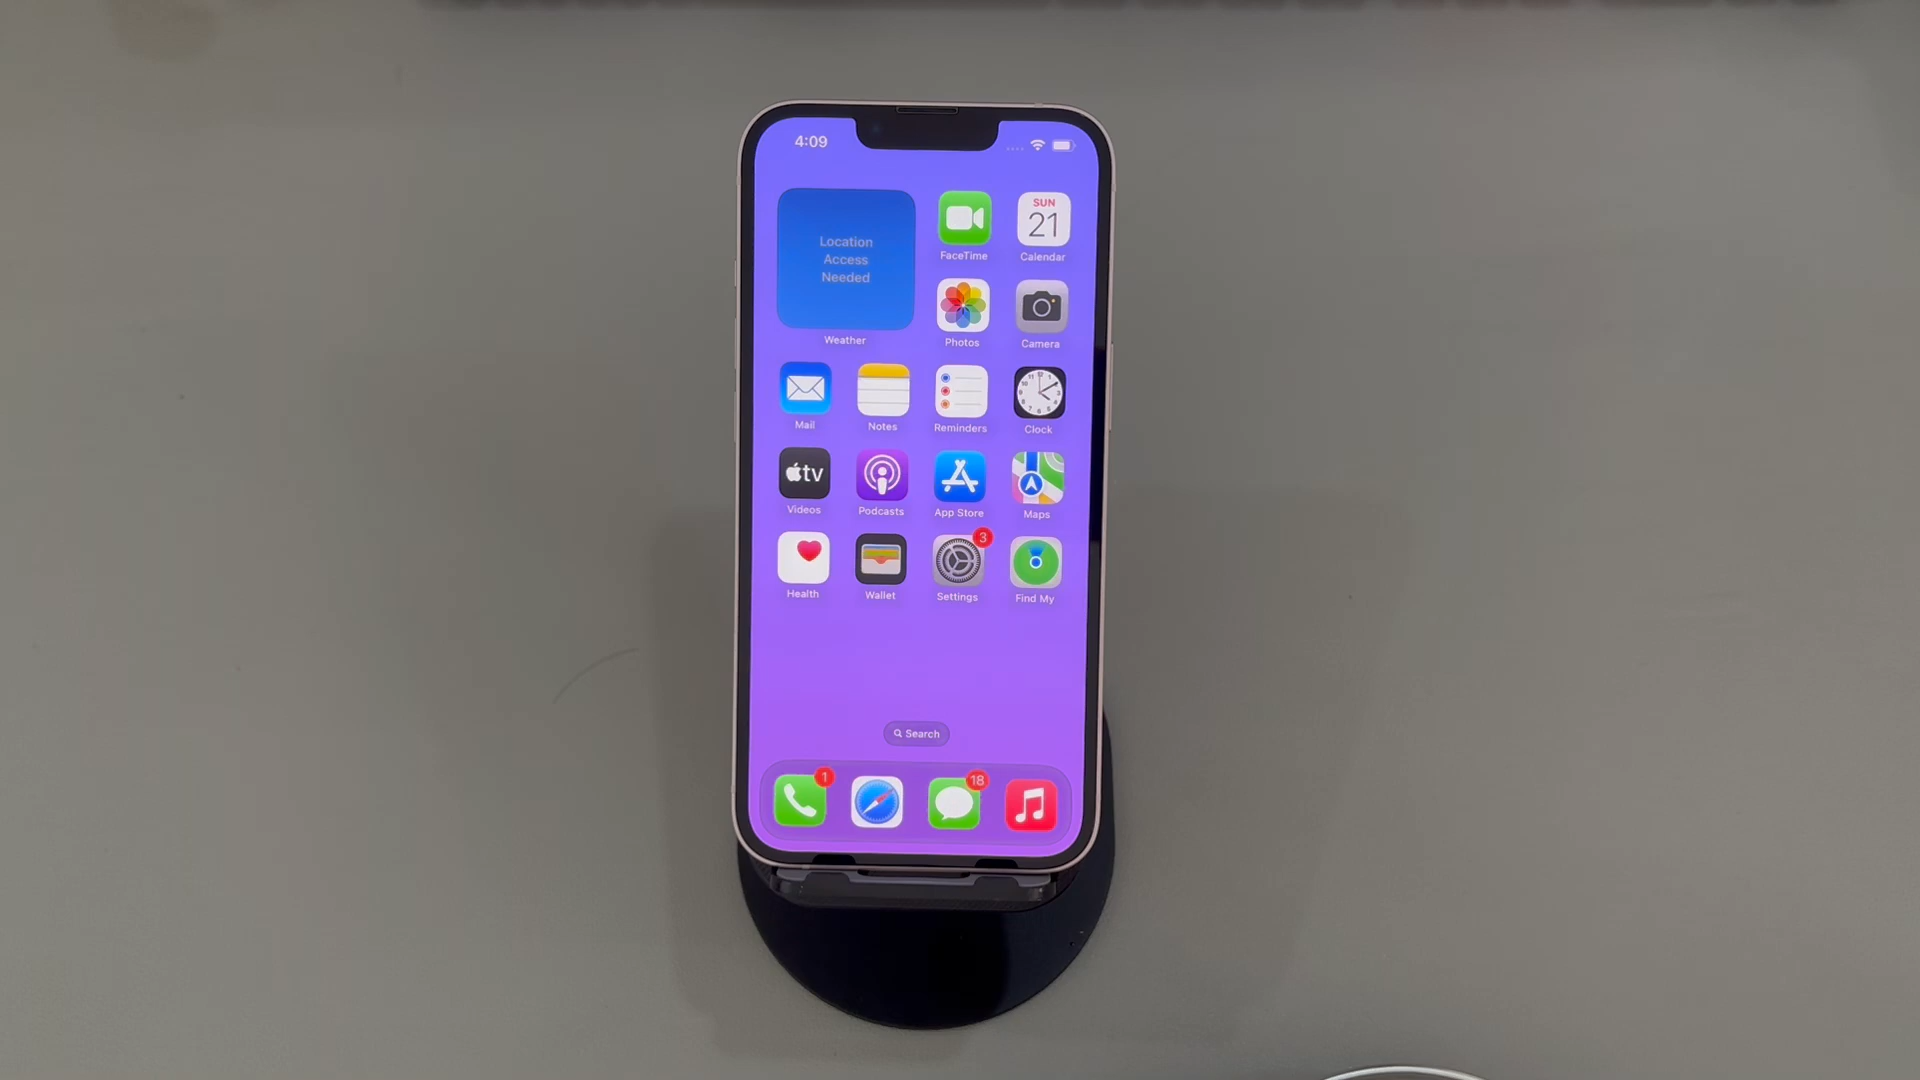 4:09
Location
Access
Needed
Weather
FaceTime
SUN
21
Calendar
Photos
Camera
Mail
Notes
Reminders
Clock
tv
Videos
Podcasts
App Store
Maps
Health
Wallet
3
Settings
Find My
Search
1
18